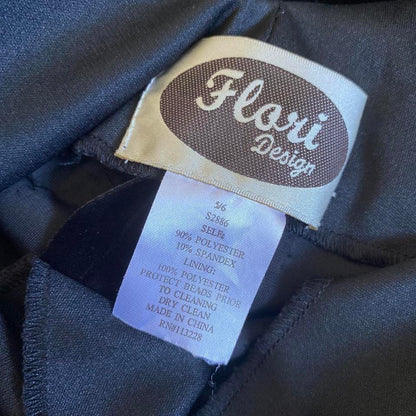 Flori
Design
5/6
S2886
SELF:
90% POLYESTER
10% SPANDEX
LINING:
100% POLYESTER
PROTECT BEADS PRIOR
TO CLEANING
DRY CLEAN
MADE IN CHINA
RN#113228